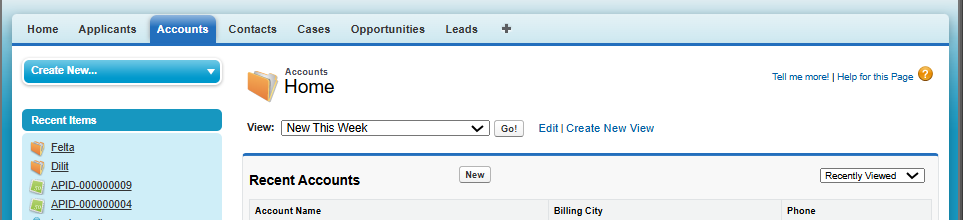 Home Applicants Accounts Contacts Cases Opportunities Leads +
Create New...
Accounts
Home
Tell me more! | Help for this Page ?
Recent Items
View: New This Week Go! Edit | Create New View
Felta
Dilit
APID-000000009
APID-000000004
Recent Accounts New Recently Viewed
Account Name Billing City Phone